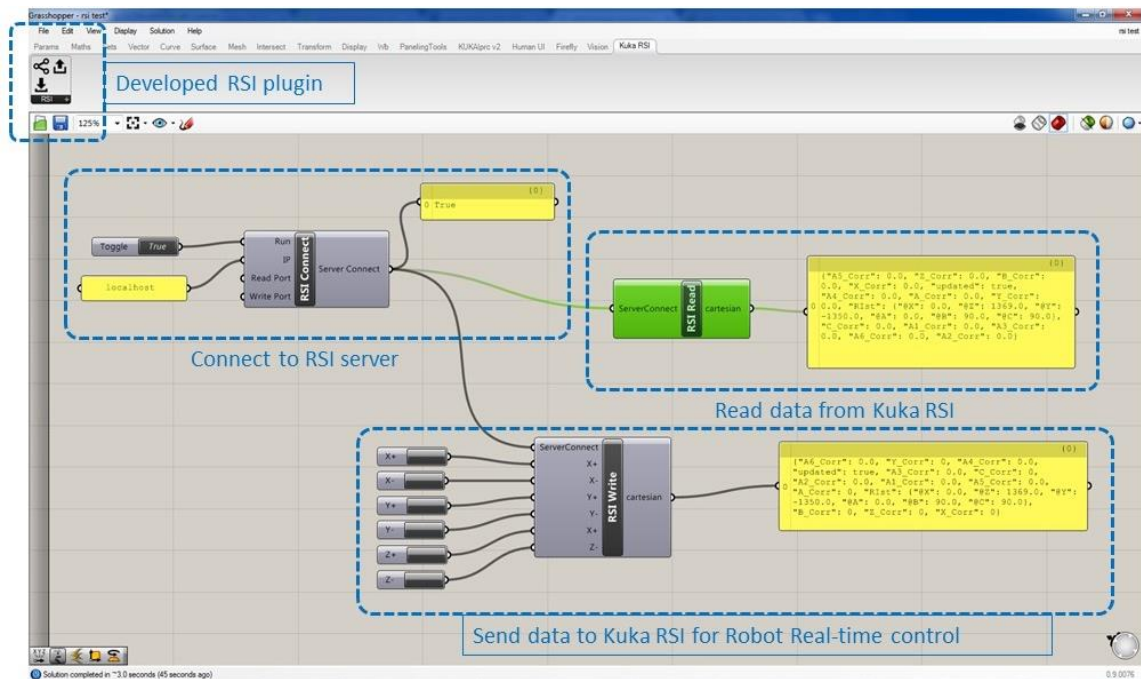 Grasshopper - rsi test*
File Edit View Display Solution Help
rsi test
Params Maths Sets Vector Curve Surface Mesh Intersect Transform Display Wb PanelingTools KUKA|prc v2 Human UI Firefly Vision Kuka RSI
RSI
Developed RSI plugin
125%
Toggle True
localhost
Run
IP
Read Port
Write Port
RSI Connect
Server Connect
{0}
0 True
Connect to RSI server
ServerConnect
RSI Read
cartesian
{0}
0
{"A5_Corr": 0.0, "Z_Corr": 0.0, "B_Corr":
0.0, "X_Corr": 0.0, "updated": true,
"A4_Corr": 0.0, "A_Corr": 0.0, "Y_Corr":
0.0, "RIst": {"@X": 0.0, "@Z": 1369.0, "@Y":
-1350.0, "@A": 0.0, "@B": 90.0, "@C": 90.0},
"C_Corr": 0.0, "A1_Corr": 0.0, "A3_Corr":
0.0, "A6_Corr": 0.0, "A2_Corr": 0.0}
Read data from Kuka RSI
X+
X-
Y+
Y-
Z+
Z-
ServerConnect
X+
X-
Y+
Y-
X+
Z-
RSI Write
cartesian
{0}
0
{"A6_Corr": 0.0, "Y_Corr": 0, "A4_Corr": 0.0,
"updated": true, "A3_Corr": 0.0, "C_Corr": 0,
"A2_Corr": 0.0, "A1_Corr": 0.0, "A5_Corr": 0.0,
"A_Corr": 0, "RIst": {"@X": 0.0, "@Z": 1369.0, "@Y":
-1350.0, "@A": 0.0, "@B": 90.0, "@C": 90.0},
"B_Corr": 0, "Z_Corr": 0, "X_Corr": 0}
Send data to Kuka RSI for Robot Real-time control
Solution completed in ~3.0 seconds (45 seconds ago)
0.9.0076